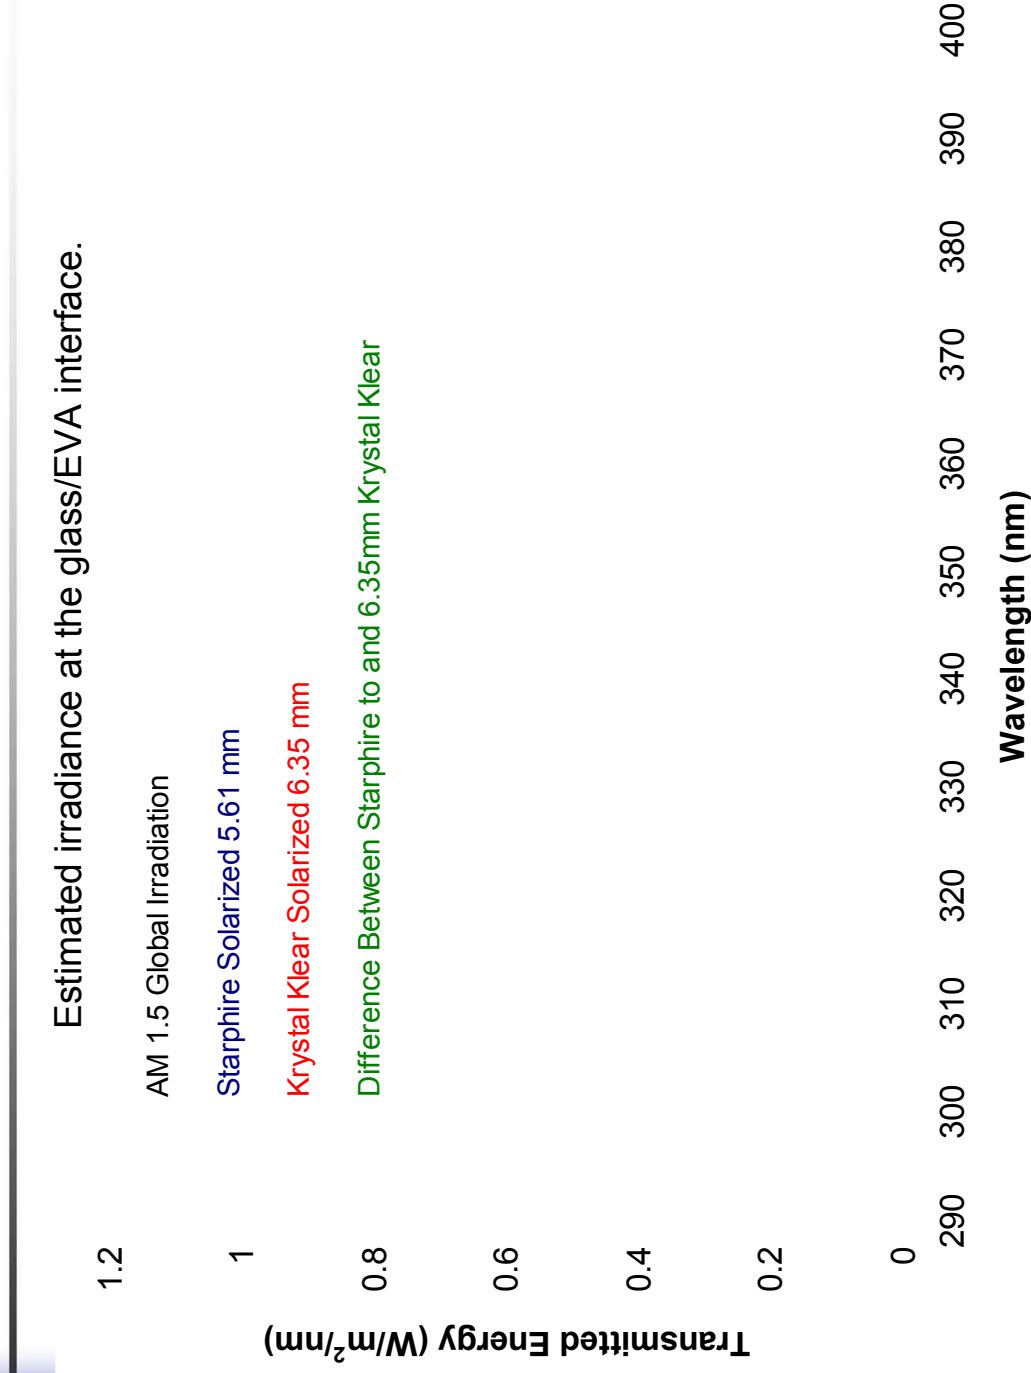 Estimated irradiance at the glass/EVA interface.
AM 1.5 Global Irradiation
Starphire Solarized 5.61 mm
Krystal Klear Solarized 6.35 mm
Difference Between Starphire to and 6.35mm Krystal Klear
Transmitted Energy (W/m²/nm)
1.2
1
0.8
0.6
0.4
0.2
0
290 300 310 320 330 340 350 360 370 380 390 400
Wavelength (nm)